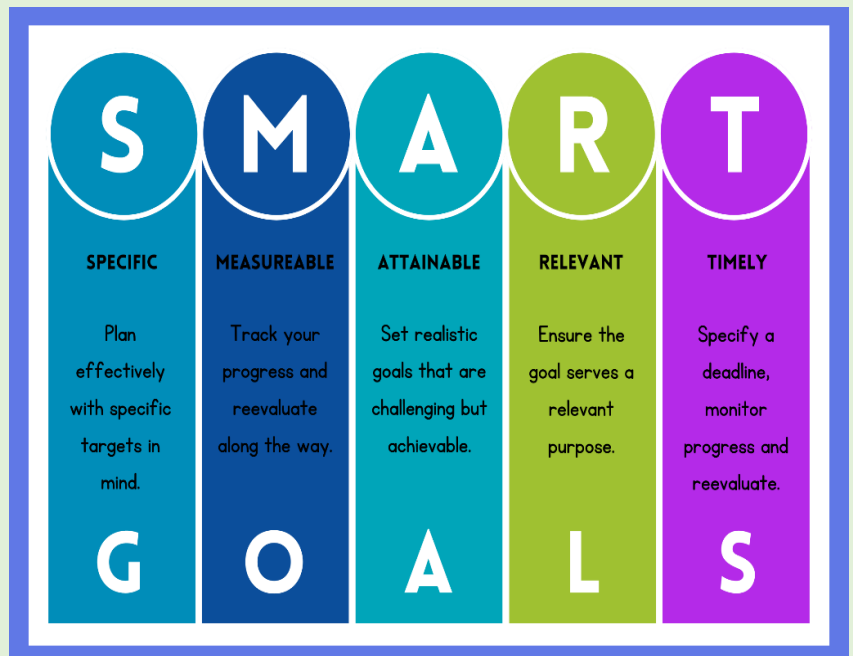 S M A R T
SPECIFIC
Plan
effectively
with specific
targets in
mind.
MEASUREABLE
Track your
progress and
reevaluate
along the way.
ATTAINABLE
Set realistic
goals that are
challenging but
achievable.
RELEVANT
Ensure the
goal serves a
relevant
purpose.
TIMELY
Specify a
deadline,
monitor
progress and
reevaluate.
G O A L S